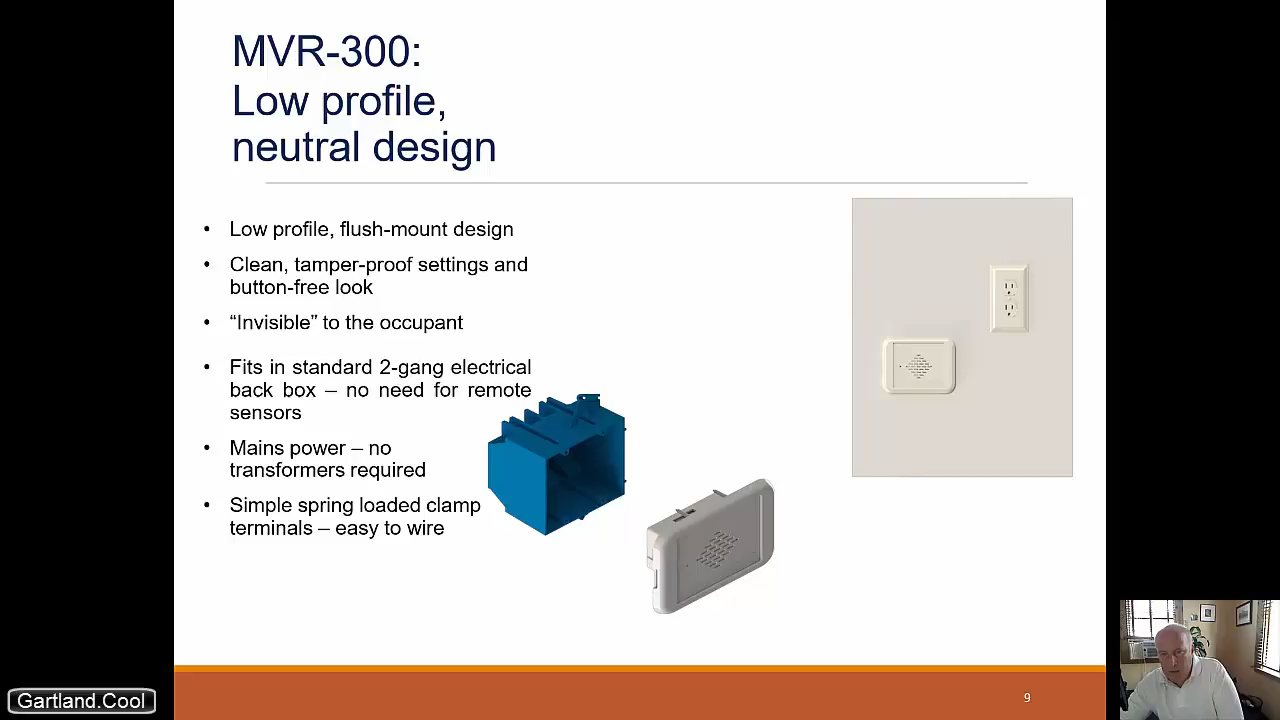 MVR-300:
Low profile,
neutral design
• Low profile, flush-mount design
• Clean, tamper-proof settings and
button-free look
• “Invisible” to the occupant
• Fits in standard 2-gang electrical
back box – no need for remote
sensors
• Mains power – no
transformers required
• Simple spring loaded clamp
terminals – easy to wire
9
Gartland.Cool